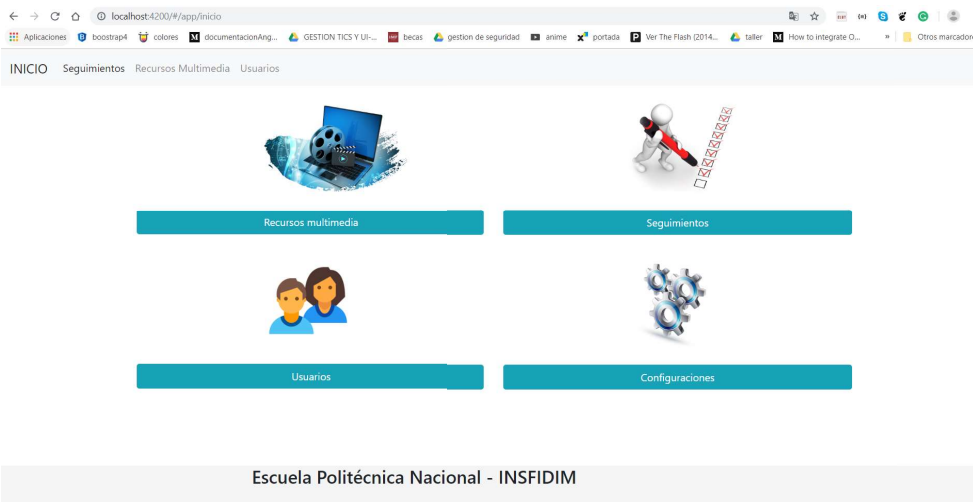 localhost:4200/#/app/inicio
Aplicaciones boostrap4 colores documentacionAng... GESTION TICS Y UI-... becas gestion de seguridad anime portada Ver The Flash (2014... taller How to integrate O... » Otros marcadores
INICIO Seguimientos Recursos Multimedia Usuarios
Recursos multimedia Seguimientos
Usuarios Configuraciones
Escuela Politécnica Nacional - INSFIDIM